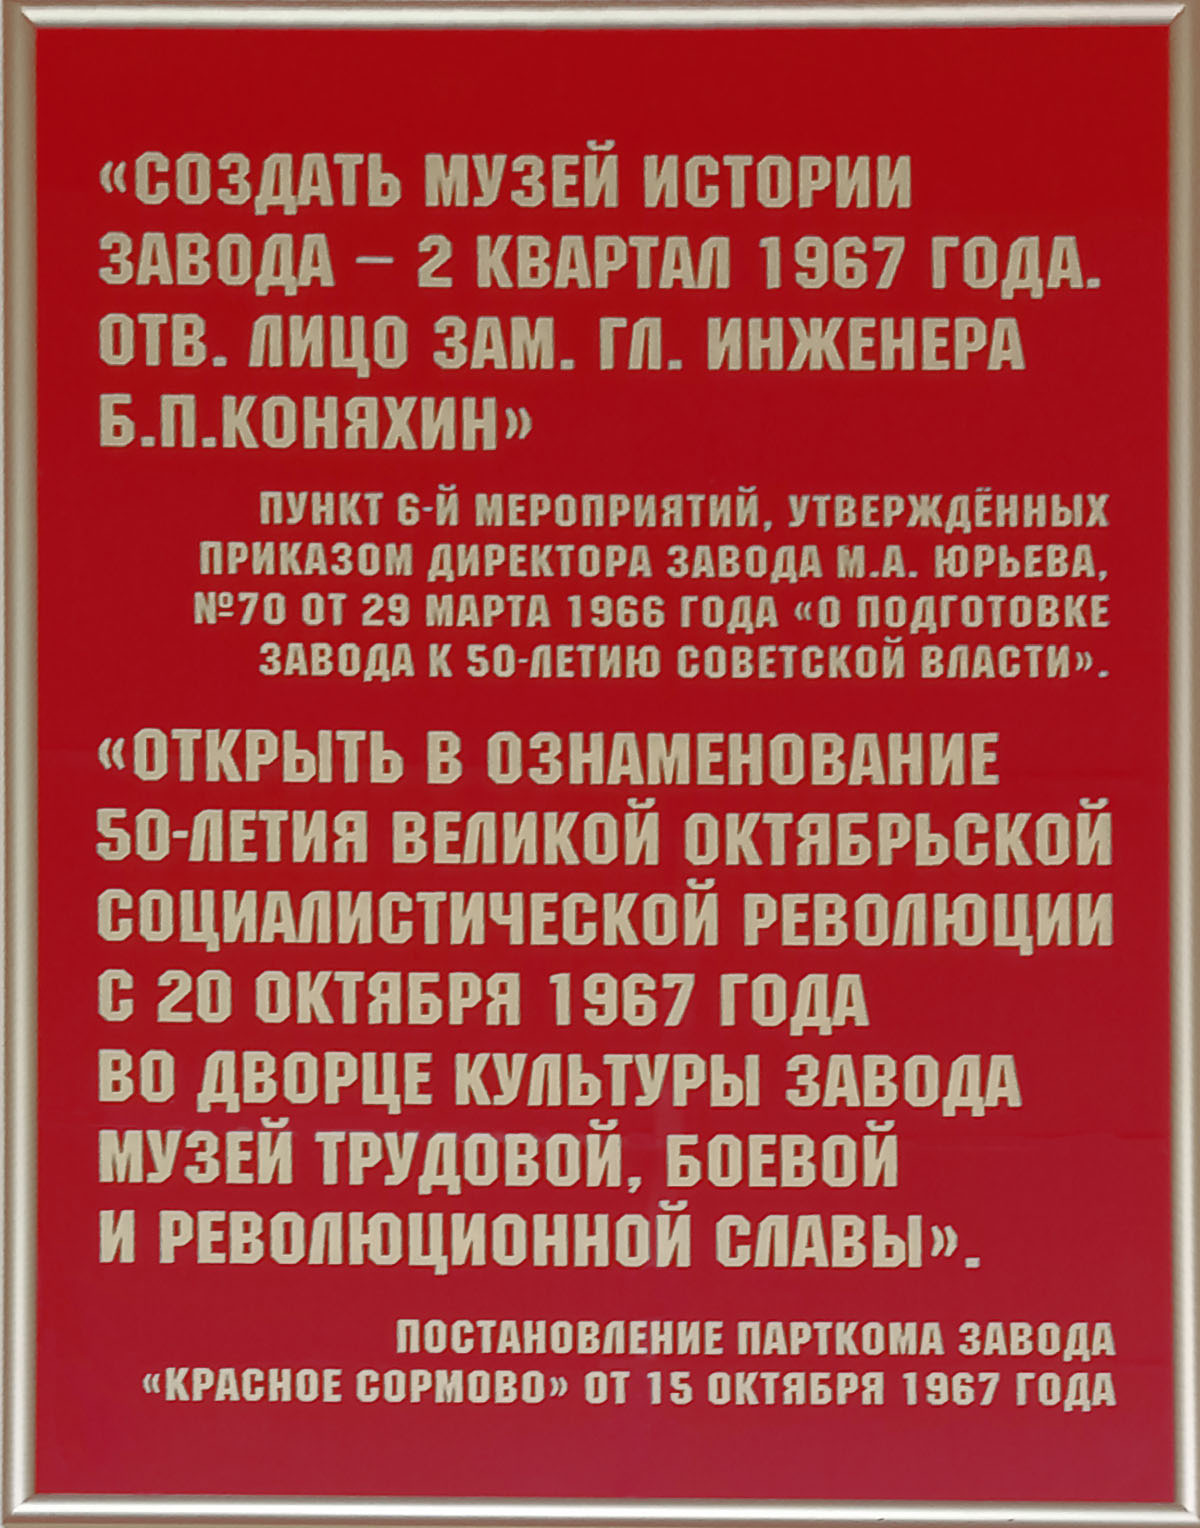 «СОЗДАТЬ МУЗЕЙ ИСТОРИИ
ЗАВОДА – 2 КВАРТАЛ 1967 ГОДА.
ОТВ. ЛИЦО ЗАМ. ГЛ. ИНЖЕНЕРА
Б.П.КОНЯХИН»
ПУНКТ 6-Й МЕРОПРИЯТИЙ, УТВЕРЖДЁННЫХ
ПРИКАЗОМ ДИРЕКТОРА ЗАВОДА М.А. ЮРЬЕВА,
№70 ОТ 29 МАРТА 1966 ГОДА «О ПОДГОТОВКЕ
ЗАВОДА К 50-ЛЕТИЮ СОВЕТСКОЙ ВЛАСТИ».
«ОТКРЫТЬ В ОЗНАМЕНОВАНИЕ
50-ЛЕТИЯ ВЕЛИКОЙ ОКТЯБРЬСКОЙ
СОЦИАЛИСТИЧЕСКОЙ РЕВОЛЮЦИИ
С 20 ОКТЯБРЯ 1967 ГОДА
ВО ДВОРЦЕ КУЛЬТУРЫ ЗАВОДА
МУЗЕЙ ТРУДОВОЙ, БОЕВОЙ
И РЕВОЛЮЦИОННОЙ СЛАВЫ».
ПОСТАНОВЛЕНИЕ ПАРТКОМА ЗАВОДА
«КРАСНОЕ СОРМОВО» ОТ 15 ОКТЯБРЯ 1967 ГОДА